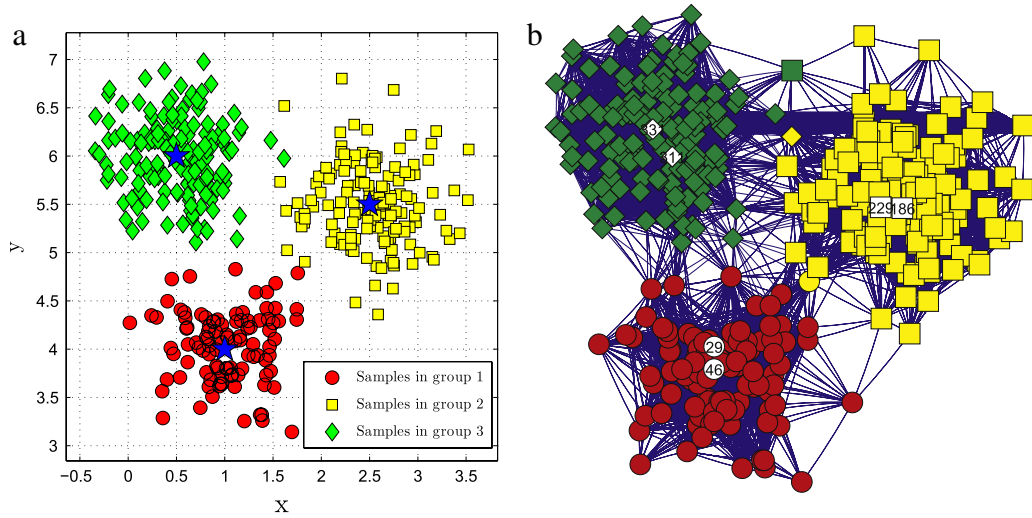 a
7
6.5
6
5.5
5
4.5
4
3.5
3
y
−0.5 0 0.5 1 1.5 2 2.5 3 3.5
x
Samples in group 1
Samples in group 2
Samples in group 3
b
3
1
229 186
29
46